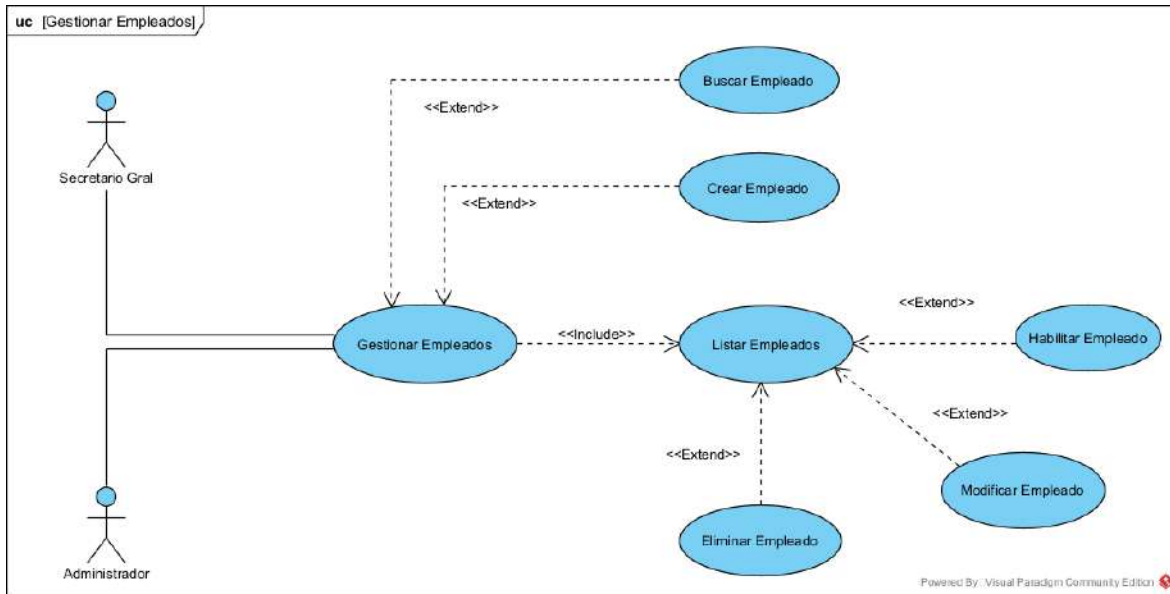 uc [Gestionar Empleados]
Buscar Empleado
<<Extend>>
Secretario Gral
Crear Empleado
<<Extend>>
<<Extend>>
Gestionar Empleados
<<Include>>
Listar Empleados
Habilitar Empleado
<<Extend>>
<<Extend>>
Modificar Empleado
Eliminar Empleado
Administrador
Powered By: Visual Paradigm Community Edition